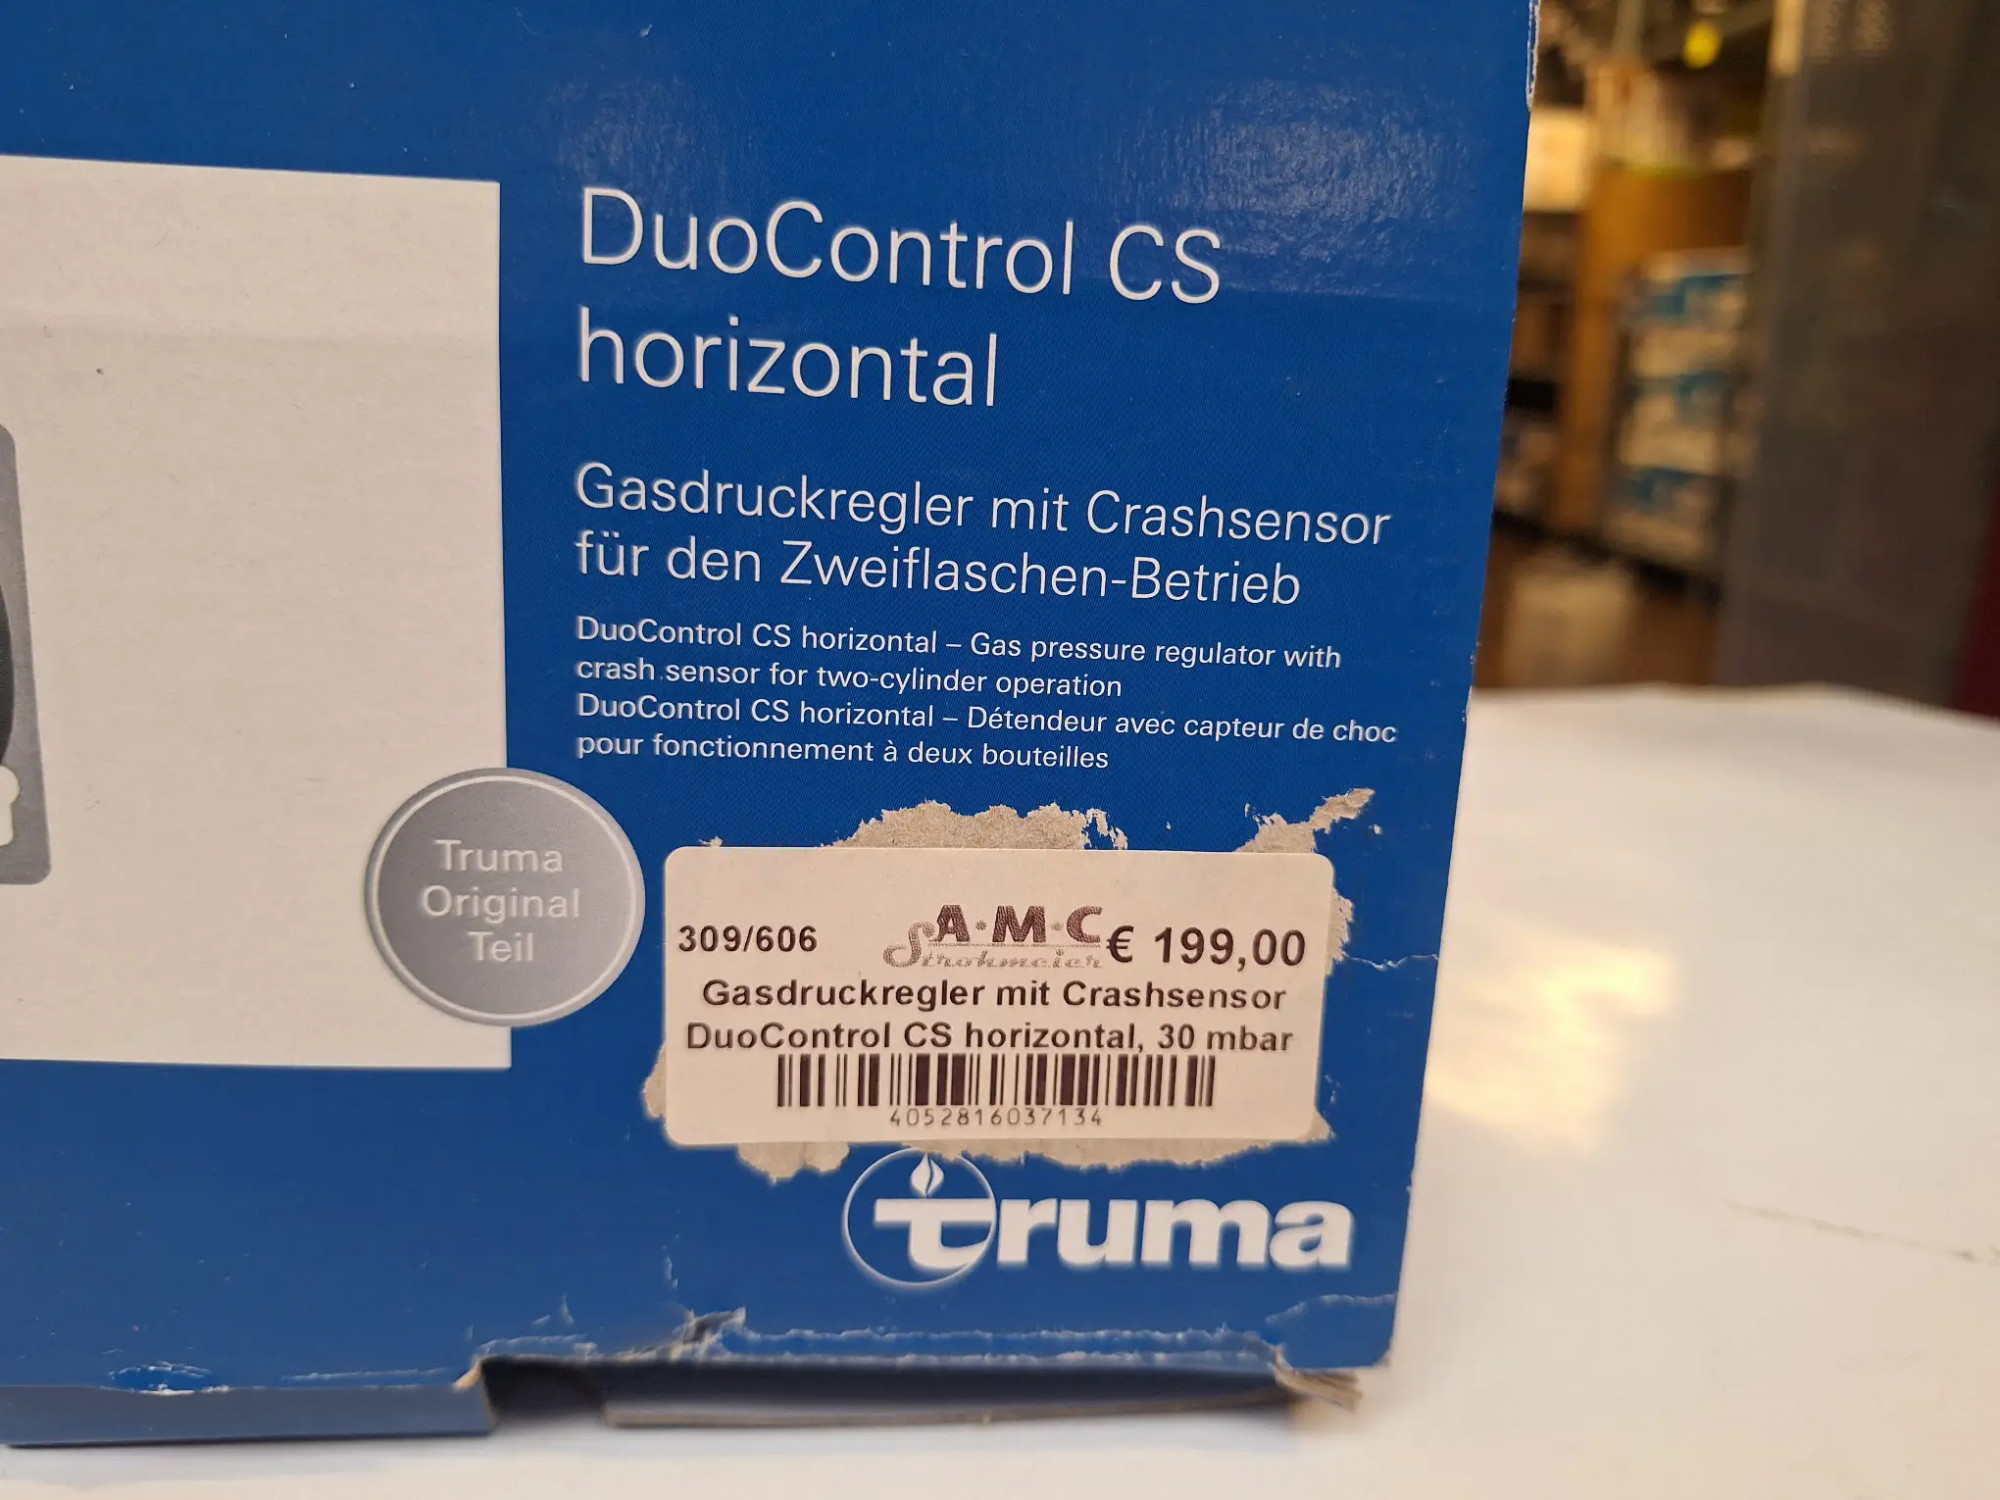 DuoControl CS
horizontal
Gasdruckregler mit Crashsensor
für den Zweiflaschen-Betrieb
DuoControl CS horizontal – Gas pressure regulator with
crash sensor for two-cylinder operation
DuoControl CS horizontal – Détendeur avec capteur de choc
pour fonctionnement à deux bouteilles
Truma
Original
Teil
309/606
A·M·C
Strohmeier
€ 199,00
Gasdruckregler mit Crashsensor
DuoControl CS horizontal, 30 mbar
4052816037134
truma